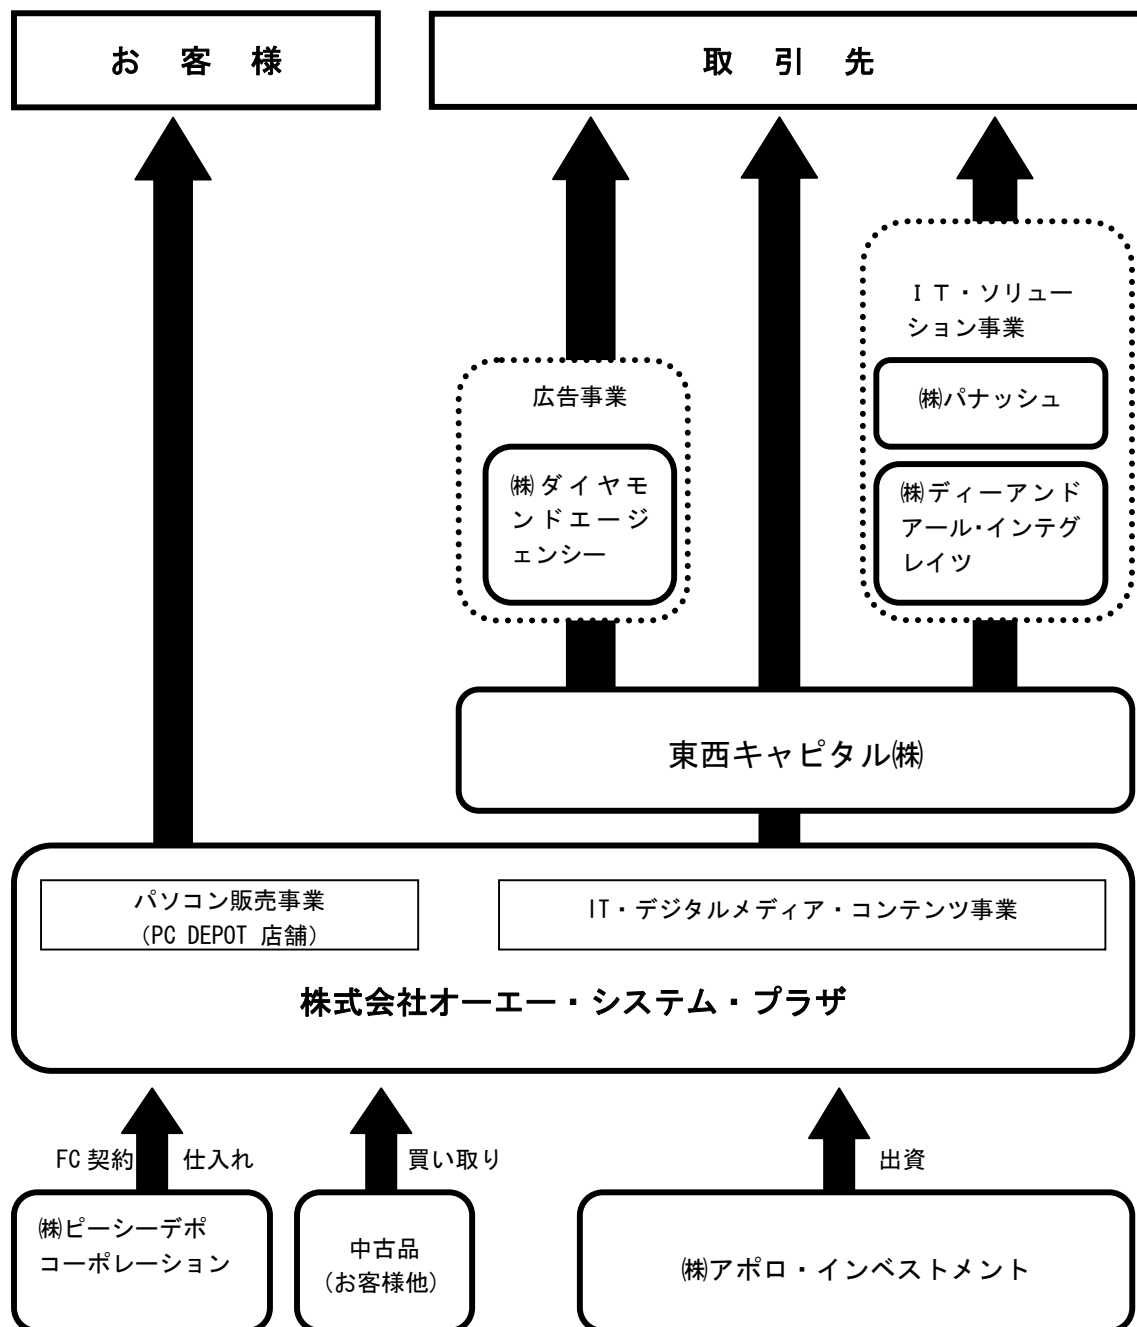 お 客 様
取 引 先
IT・ソリュー
ション事業
㈱パナッシュ
㈱ディーアンド
アール・インテグ
レイツ
広告事業
㈱ダイヤモ
ンドエージ
ェンシー
東西キャピタル㈱
パソコン販売事業
(PC DEPOT 店舗)
IT・デジタルメディア・コンテンツ事業
株式会社オーエー・システム・プラザ
FC 契約
仕入れ
買い取り
出資
㈱ピーシーデポ
コーポレーション
中古品
(お客様他)
㈱アポロ・インベストメント